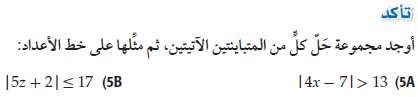 تأكد
أوجد مجموعة حَلّ كلٍّ من المتباينتين الآتيتين، ثم مثِّلها على خط الأعداد:
|4x − 7| > 13 (5A
|5z + 2| ≤ 17 (5B